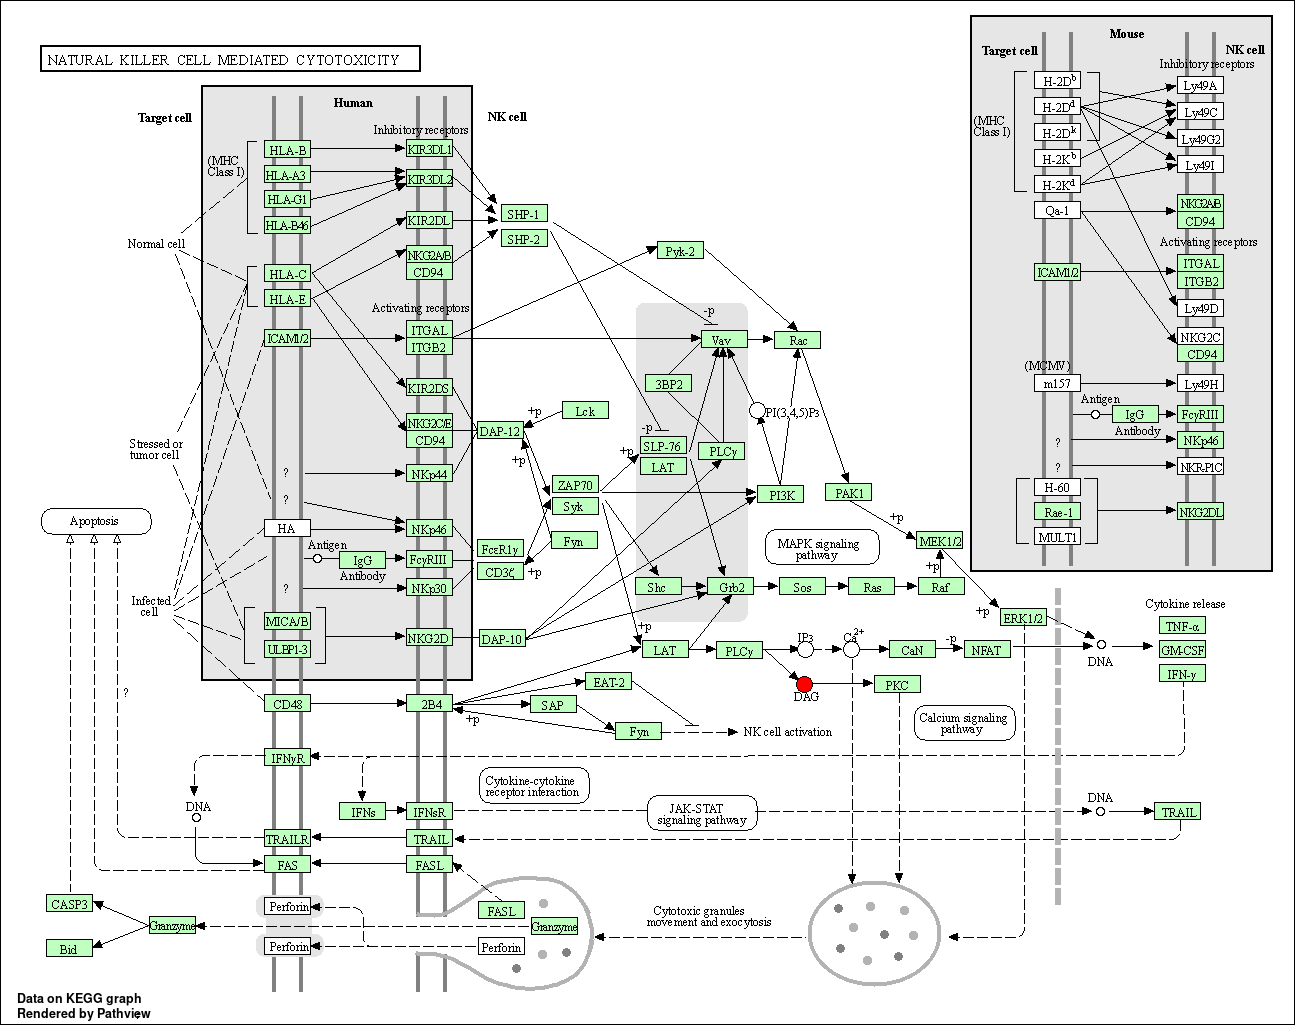 NATURAL KILLER CELL MEDIATED CYTOTOXICITY
Target cell
Human
NK cell
Inhibitory receptors
(MHC
Class I)
HLA-B
HLA-A3
HLA-G1
HLA-B46
HLA-C
HLA-E
ICAM1/2
KIR3DL1
KIR3DL2
KIR2DL
NKG2A/B
CD94
Activating receptors
ITGAL
ITGB2
KIR2DS
NKG2C/E
CD94
NKp44
NKp46
FcγRIII
NKp30
NKG2D
Normal cell
Stressed or
tumor cell
Infected
cell
?
?
HA
Antigen
IgG
Antibody
?
MICA/B
ULBP1-3
CD48
2B4
SHP-1
SHP-2
Pyk-2
-p
Vav
Rac
3BP2
PI(3,4,5)P3
Lck
+p
DAP-12
+p
-p
SLP-76
LAT
PLCγ
+p
ZAP70
Syk
Fyn
PI3K
PAK1
FcεR1γ
CD3ζ
+p
MAPK signaling
pathway
+p
MEK1/2
+p
Shc
Grb2
Sos
Ras
Raf
+p
ERK1/2
DAP-10
+p
LAT
PLCγ
IP3
Ca2+
CaN
-p
NFAT
DNA
DAG
PKC
Cytokine release
TNF-α
GM-CSF
IFN-γ
EAT-2
SAP
Fyn
+p
NK cell activation
Calcium signaling
pathway
Apoptosis
?
IFNγR
DNA
IFNs
IFNsR
Cytokine-cytokine
receptor interaction
JAK-STAT
signaling pathway
DNA
TRAIL
TRAILR
TRAIL
FAS
FASL
CASP3
Bid
Granzyme
Perforin
Perforin
FASL
Granzyme
Perforin
Cytotoxic granules
movement and exocytosis
Mouse
Target cell
NK cell
Inhibitory receptors
(MHC
Class I)
H-2Db
H-2Dd
H-2Dk
H-2Kb
H-2Kd
Qa-1
ICAM1/2
Ly49A
Ly49C
Ly49G2
Ly49I
NKG2A/B
CD94
Activating receptors
ITGAL
ITGB2
Ly49D
NKG2C
CD94
(MCMV)
m157
Ly49H
Antigen
IgG
Antibody
FcγRIII
?
NKp46
?
NKR-P1C
H-60
Rae-1
MULT1
NKG2DL
Data on KEGG graph
Rendered by Pathview